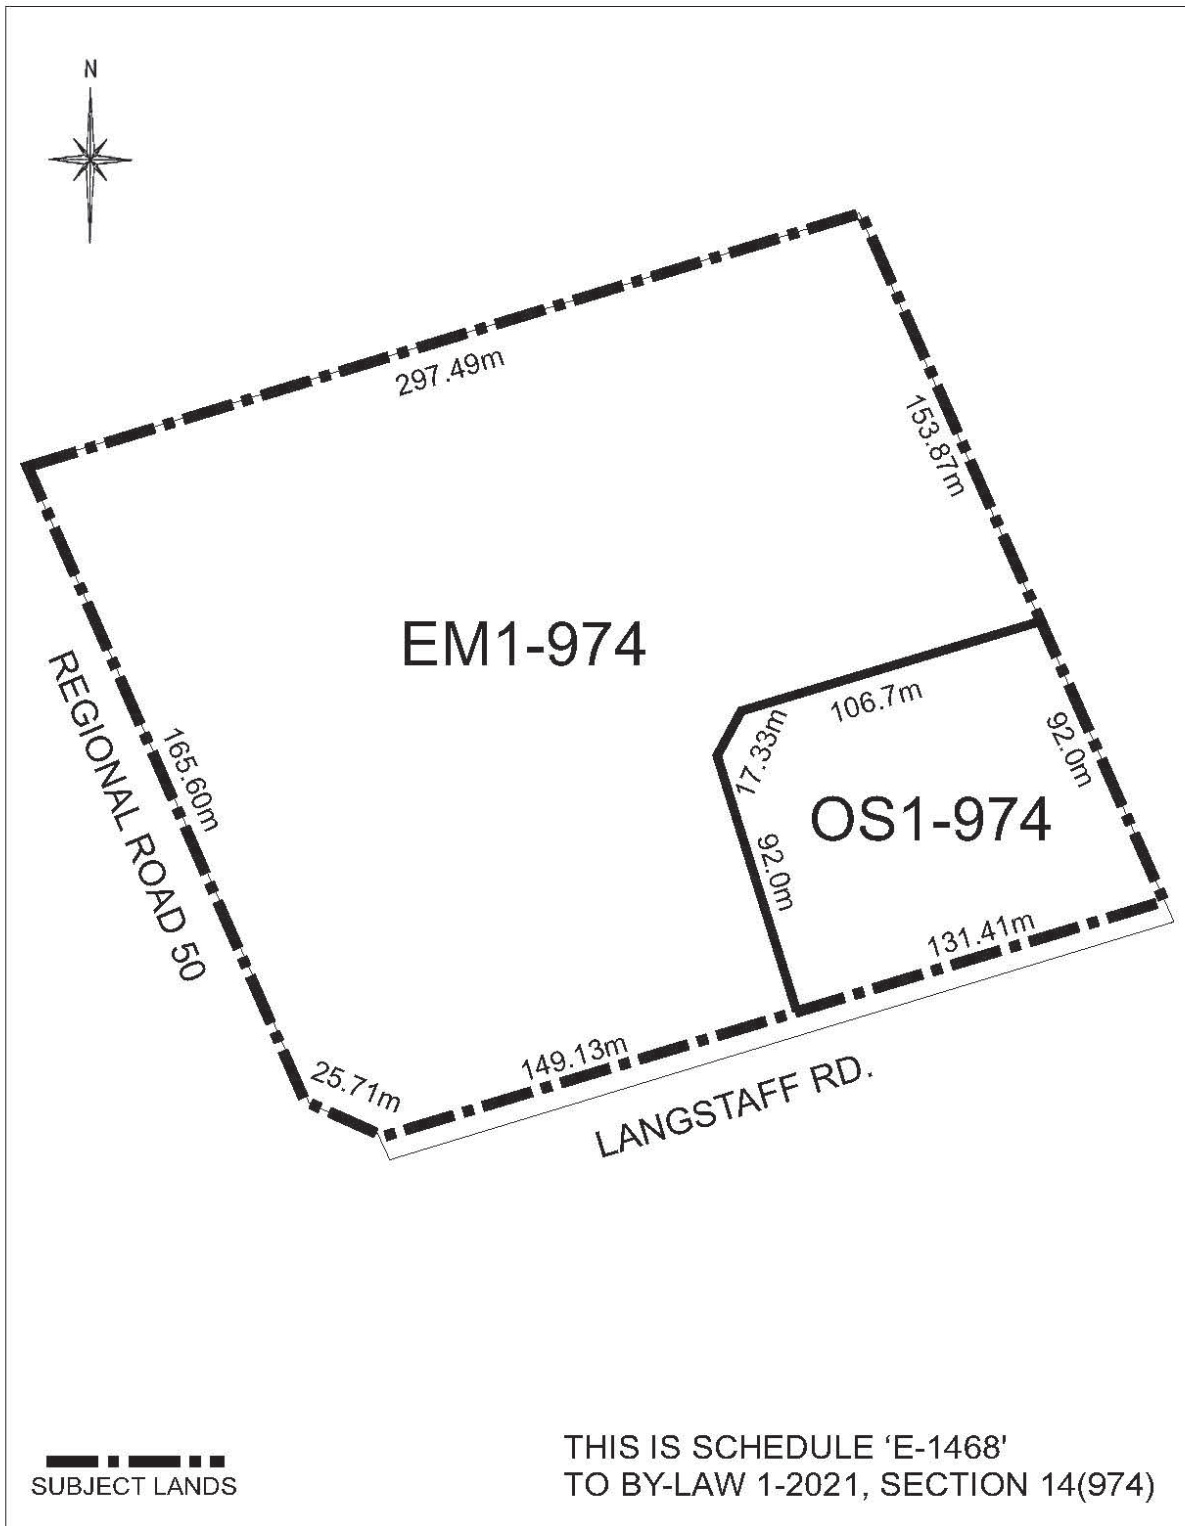 N
297.49m
153.87m
EM1-974
REGIONAL ROAD 50
165.60m
106.7m
17.33m
92.0m
OS1-974
92.0m
131.41m
149.13m
25.71m
LANGSTAFF RD.
SUBJECT LANDS
THIS IS SCHEDULE ‘E-1468'
TO BY-LAW 1-2021, SECTION 14(974)